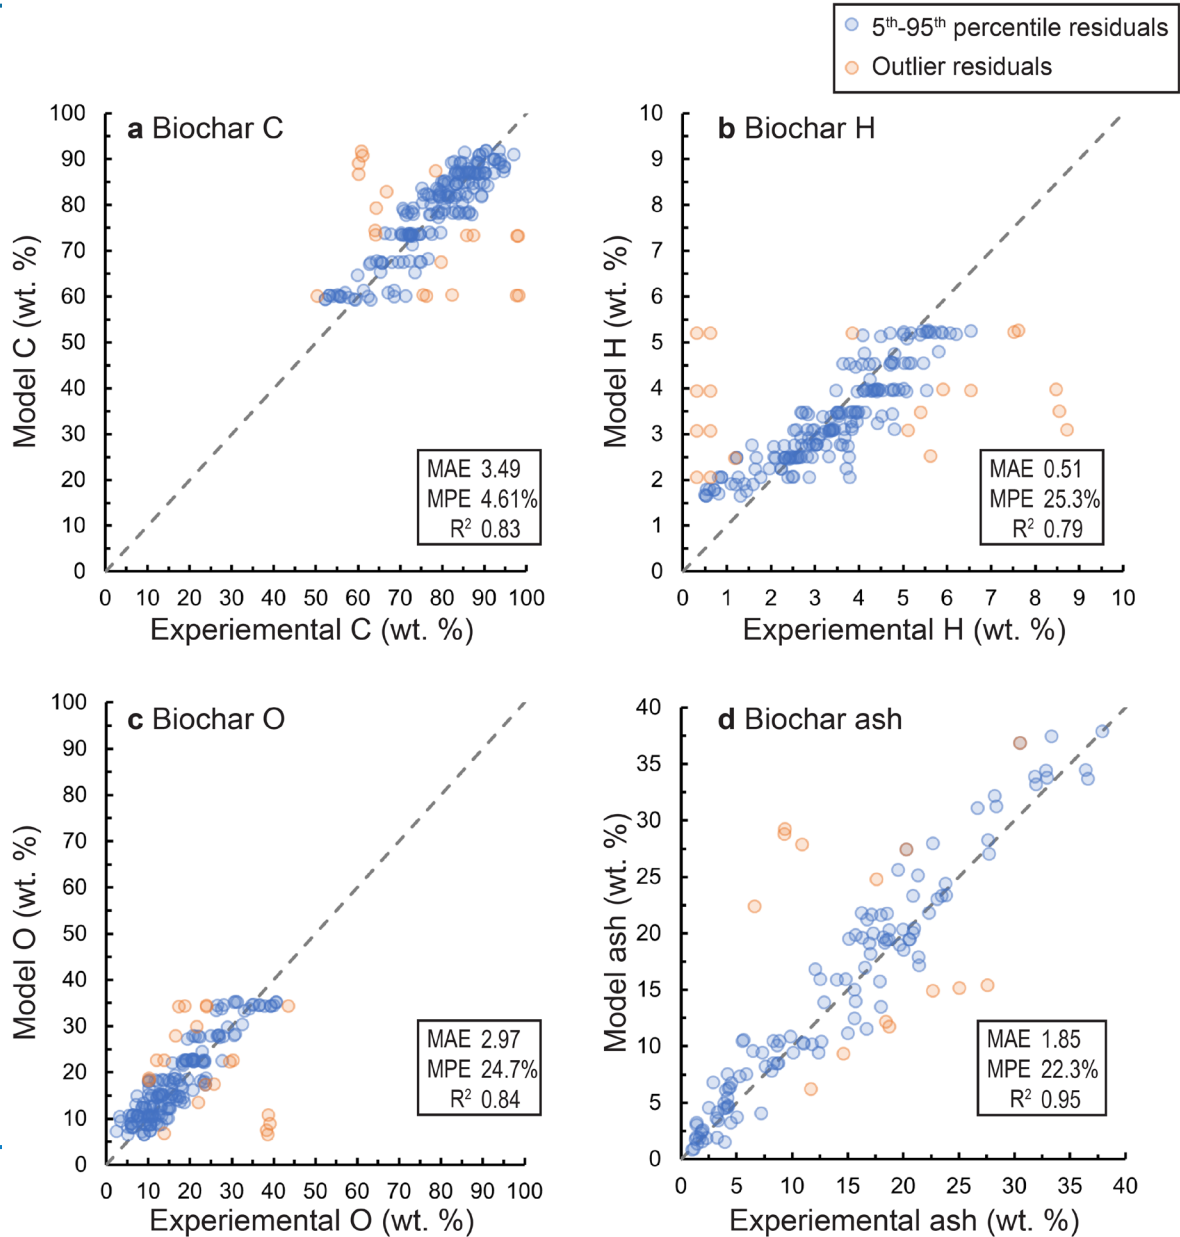 5th-95th percentile residuals
Outlier residuals
a Biochar C
Model C (wt. %)
100
90
80
70
60
50
40
30
20
10
0
MAE 3.49
MPE 4.61%
R2 0.83
0 10 20 30 40 50 60 70 80 90 100
Experiemental C (wt. %)
b Biochar H
Model H (wt. %)
10
9
8
7
6
5
4
3
2
1
0
MAE 0.51
MPE 25.3%
R2 0.79
0 1 2 3 4 5 6 7 8 9 10
Experiemental H (wt. %)
c Biochar O
Model O (wt. %)
100
90
80
70
60
50
40
30
20
10
0
MAE 2.97
MPE 24.7%
R2 0.84
0 10 20 30 40 50 60 70 80 90 100
Experiemental O (wt. %)
d Biochar ash
Model ash (wt. %)
40
35
30
25
20
15
10
5
0
MAE 1.85
MPE 22.3%
R2 0.95
0 5 10 15 20 25 30 35 40
Experiemental ash (wt. %)